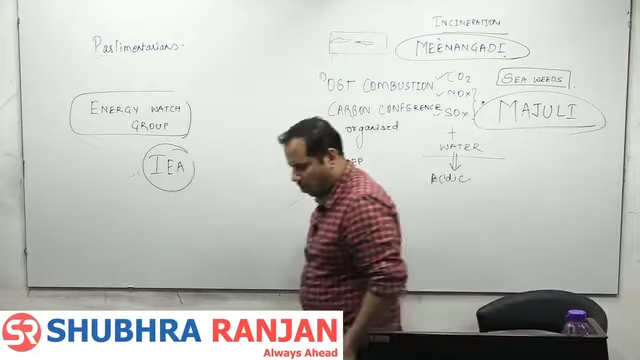 Parlimentarians.
ENERGY WATCH
GROUP
IEA
INCINERATION
MEENANGADI
COMBUSTION
CO2
NOx
SOx
SEA WEEDS
MAJULI
CARBON CONFERENCE
organised
+
WATER
Acidic
SR
SHUBHRA RANJAN
Always Ahead